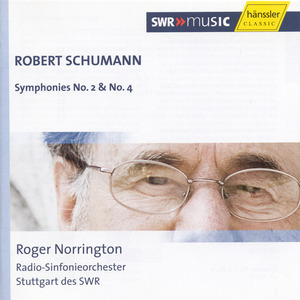 SWR» MUSIC
hänssler
CLASSIC
ROBERT SCHUMANN
Symphonies No. 2 & No. 4
Roger Norrington
Radio-Sinfonieorchester
Stuttgart des SWR